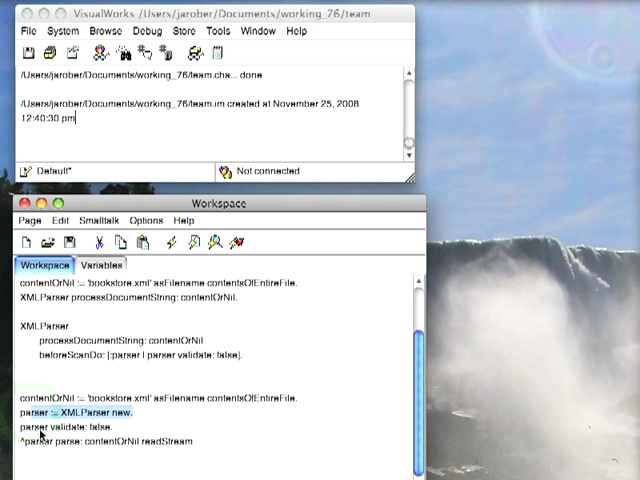 VisualWorks /Users/jarober/Documents/working_76/team
File System Browse Debug Store Tools Window Help
/Users/jarober/Documents/working_76/team.cha... done
/Users/jarober/Documents/working_76/team.im created at November 25, 2008
12:40:30 pm
Default* Not connected
Workspace
Page Edit Smalltalk Options Help
Workspace Variables
contentOrNil := 'bookstore.xml' asFilename contentsOfEntireFile.
XMLParser processDocumentString: contentOrNil.
XMLParser
processDocumentString: contentOrNil
beforeScanDo: [:parser | parser validate: false].
contentOrNil := 'bookstore.xml' asFilename contentsOfEntireFile.
parser := XMLParser new.
parser validate: false.
^parser parse: contentOrNil readStream